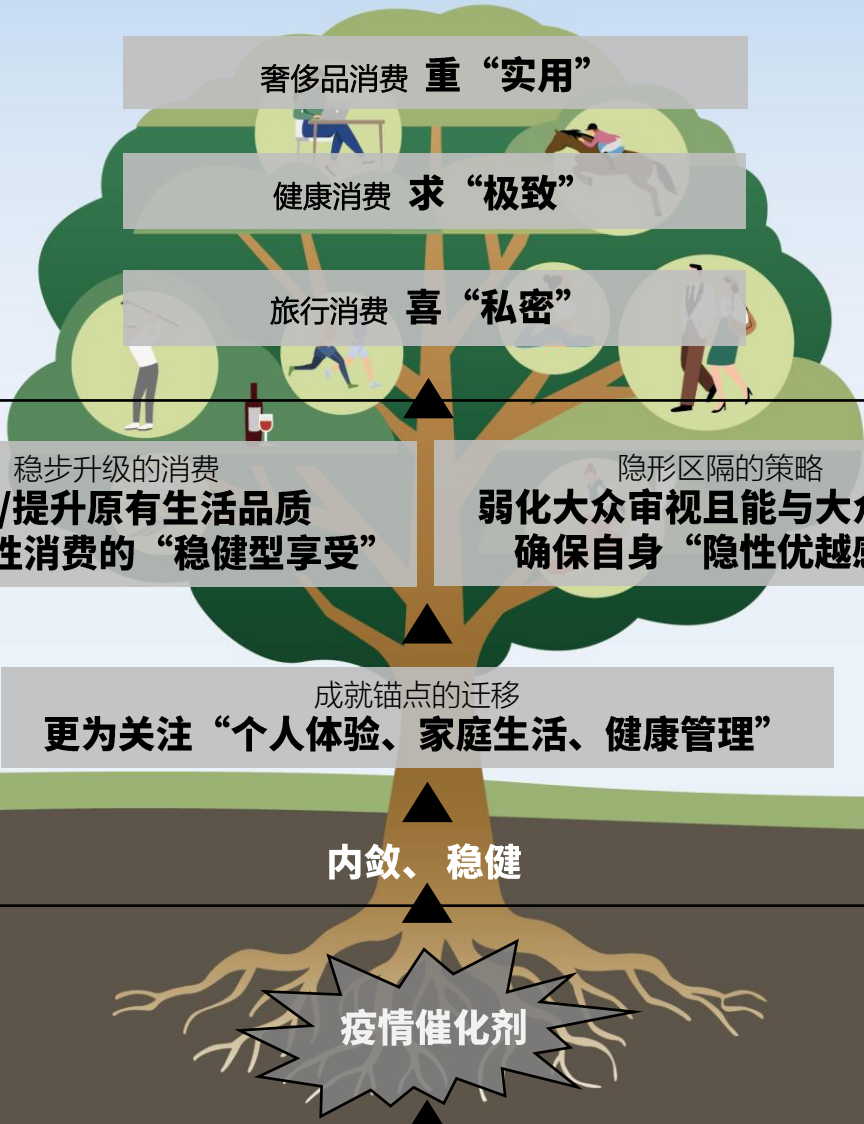 奢侈品消费 重“实用”
健康消费 求“极致”
旅行消费 喜“私密”
稳步升级的消费
/提升原有生活品质
性消费的“稳健型享受”
隐形区隔的策略
弱化大众审视且能与大众
确保自身“隐性优越感
成就锚点的迁移
更为关注“个人体验、家庭生活、健康管理”
内敛、 稳健
疫情催化剂